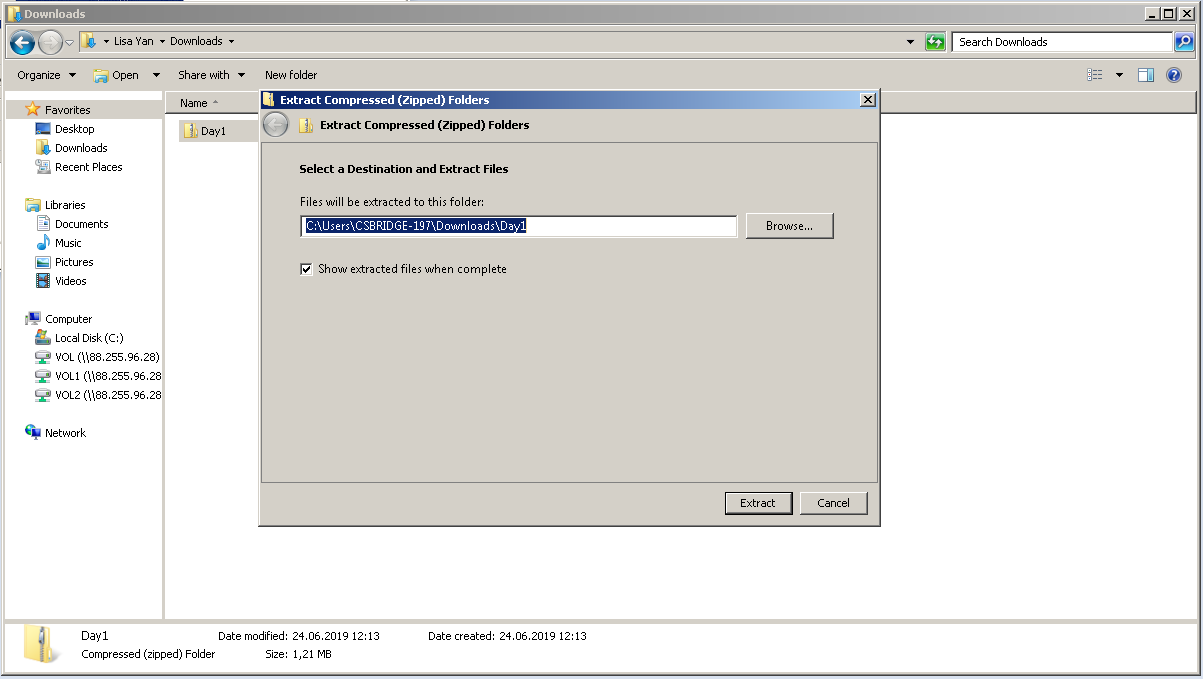 Downloads
Lisa Yan Downloads
Search Downloads
Organize Open Share with New folder
Favorites
Desktop
Downloads
Recent Places
Libraries
Documents
Music
Pictures
Videos
Computer
Local Disk (C:)
VOL (\\88.255.96.28)
VOL1 (\\88.255.96.28
VOL2 (\\88.255.96.28
Network
Name
Day1
Extract Compressed (Zipped) Folders
Extract Compressed (Zipped) Folders
Select a Destination and Extract Files
Files will be extracted to this folder:
C:\Users\CSBRIDGE-197\Downloads\Day1
Browse...
Show extracted files when complete
Extract Cancel
Day1 Date modified: 24.06.2019 12:13 Date created: 24.06.2019 12:13
Compressed (zipped) Folder Size: 1,21 MB